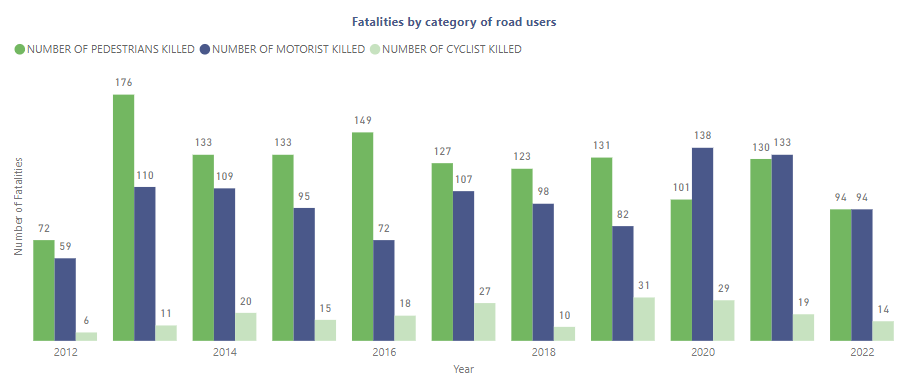 Fatalities by category of road users
NUMBER OF PEDESTRIANS KILLED NUMBER OF MOTORIST KILLED NUMBER OF CYCLIST KILLED
Number of Fatalities
72 59 6
176 110 11
133 109 20
133 95 15
149 72 18
127 107 27
123 98 10
131 82 31
101 138 29
130 133 19
94 94 14
2012 2014 2016 2018 2020 2022
Year